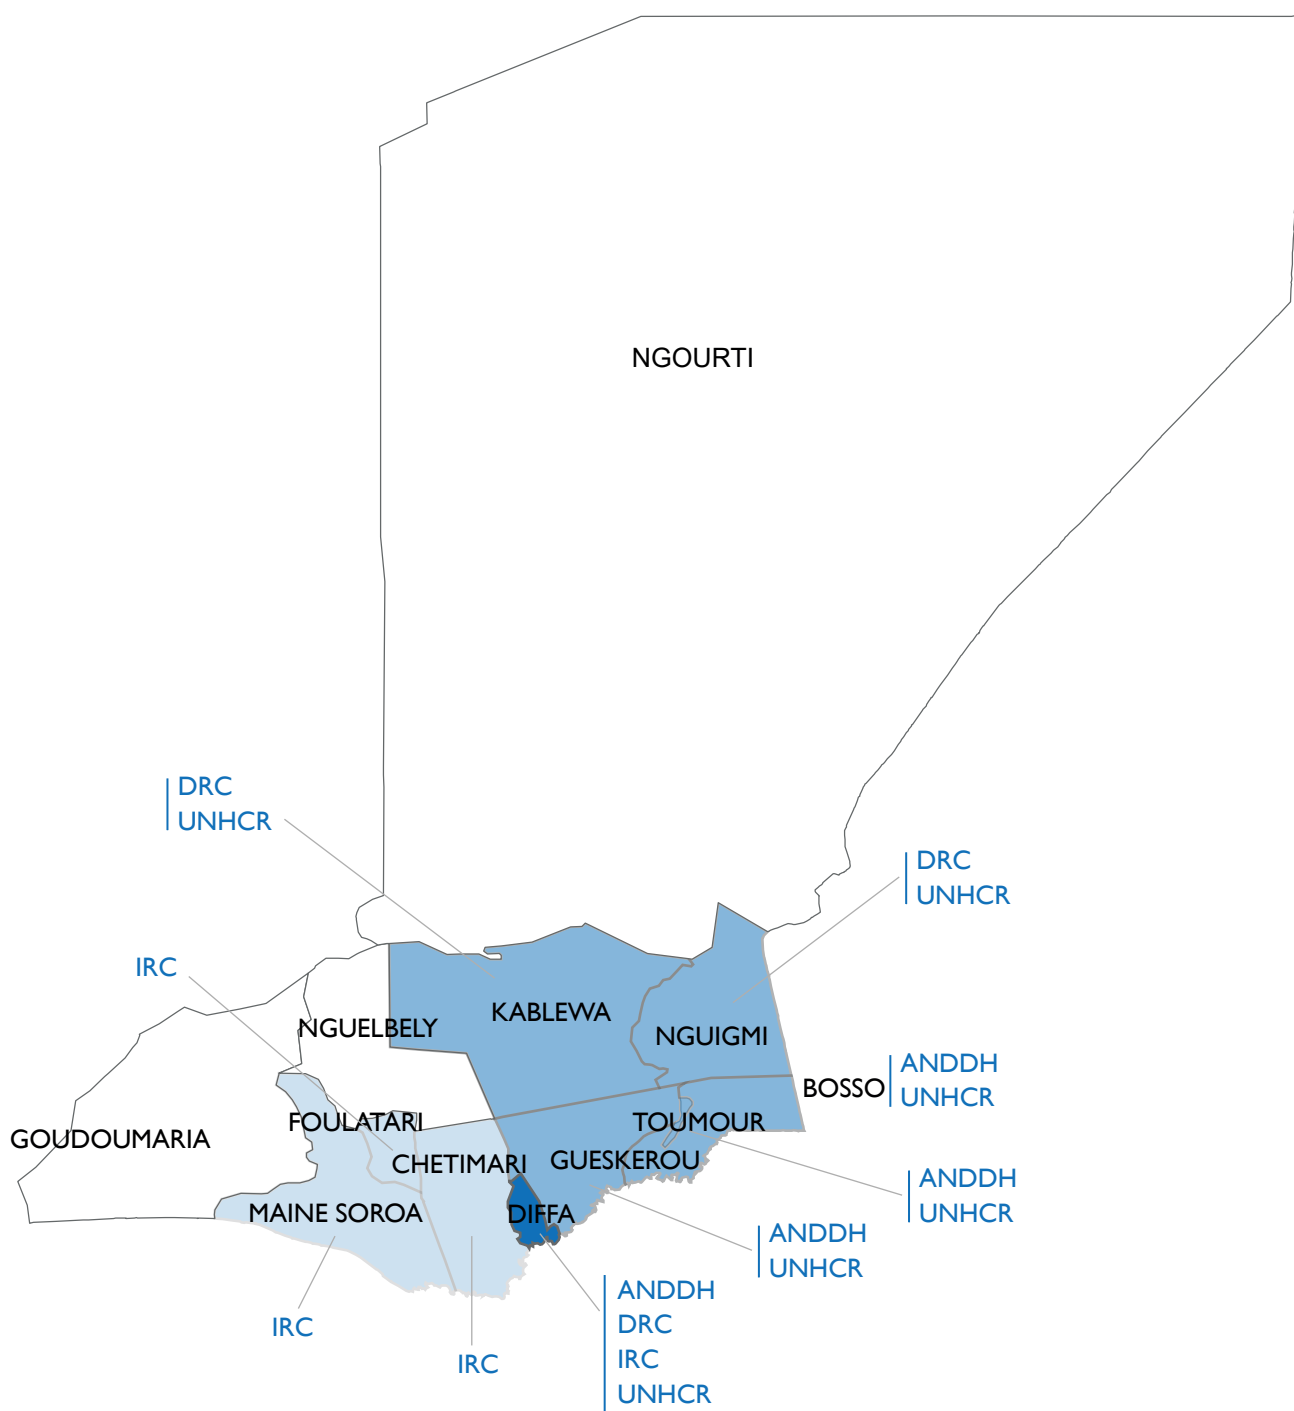 NGOURTI
DRC
UNHCR
DRC
UNHCR
IRC
KABLEWA
NGUELBELY
NGUIGMI
BOSSO
ANDDH
UNHCR
FOULATARI
TOUMOUR
GOUDOUMARIA
CHETIMARI
GUESKEROU
ANDDH
UNHCR
MAINE SOROA
DIFFA
ANDDH
UNHCR
ANDDH
DRC
IRC
UNHCR
IRC
IRC